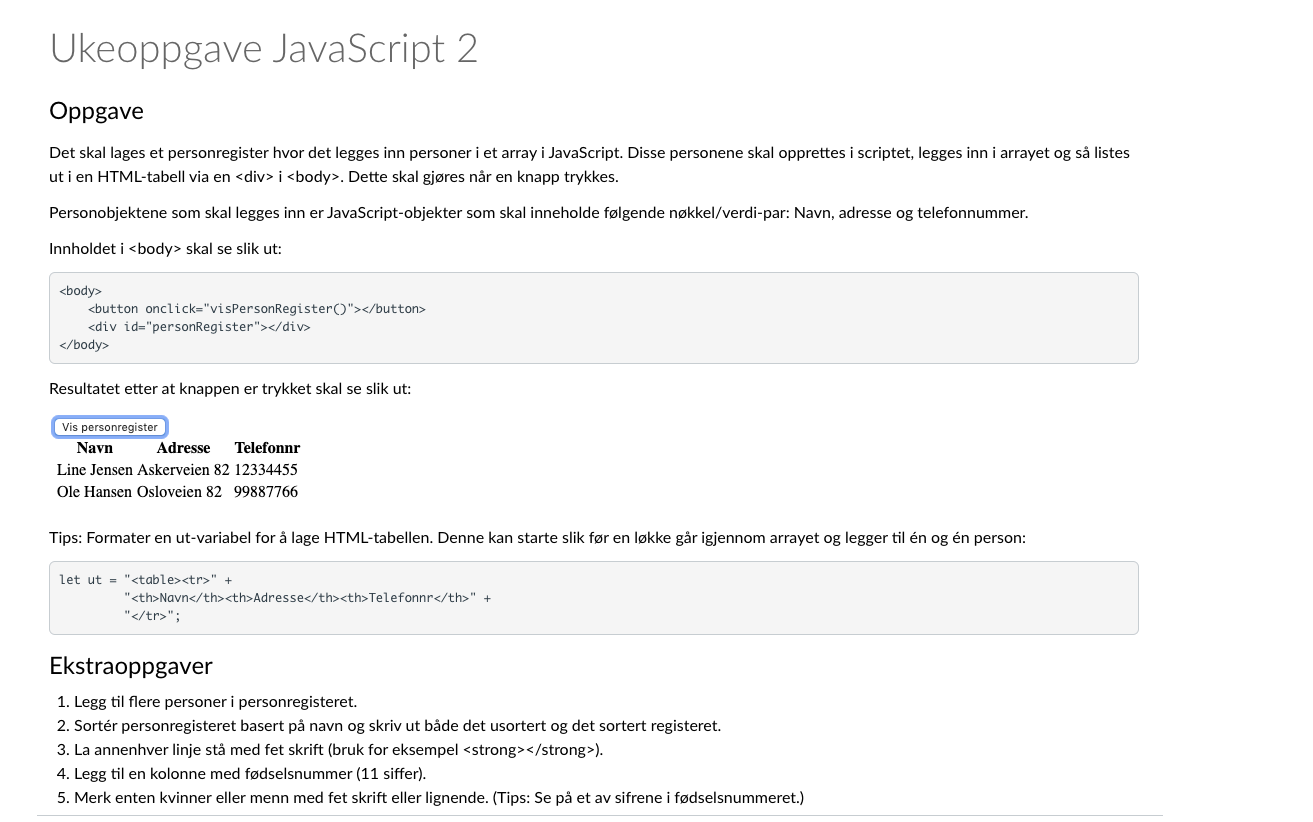 Ukeoppgave JavaScript 2
Oppgave
Det skal lages et personregister hvor det legges inn personer i et array i JavaScript. Disse personene skal opprettes i scriptet, legges inn i arrayet og så listes
ut i en HTML-tabell via en <div> i <body>. Dette skal gjøres når en knapp trykkes.
Personobjektene som skal legges inn er JavaScript-objekter som skal inneholde følgende nøkkel/verdi-par: Navn, adresse og telefonnummer.
Innholdet i <body> skal se slik ut:
<body>
    <button onclick="visPersonRegister()"></button>
    <div id="personRegister"></div>
</body>
Resultatet etter at knappen er trykket skal se slik ut:
Vis personregister
Navn Adresse Telefonnr
Line Jensen Askerveien 82 12334455
Ole Hansen Osloveien 82 99887766
Tips: Formater en ut-variabel for å lage HTML-tabellen. Denne kan starte slik før en løkke går igjennom arrayet og legger til én og én person:
let ut = "<table><tr>" +
         "<th>Navn</th><th>Adresse</th><th>Telefonnr</th>" +
         "</tr>";
Ekstraoppgaver
1. Legg til flere personer i personregisteret.
2. Sortér personregisteret basert på navn og skriv ut både det usortert og det sortert registeret.
3. La annenhver linje stå med fet skrift (bruk for eksempel <strong></strong>).
4. Legg til en kolonne med fødselsnummer (11 siffer).
5. Merk enten kvinner eller menn med fet skrift eller lignende. (Tips: Se på et av sifrene i fødselsnummeret.)